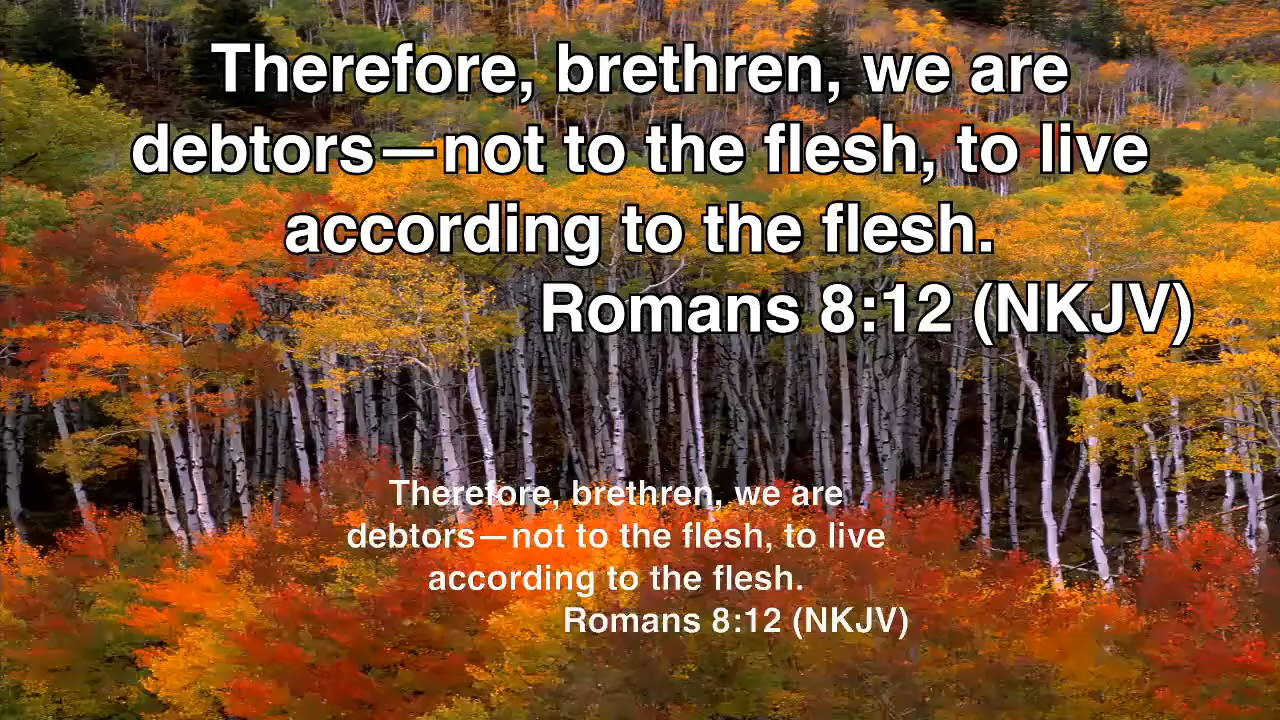 Therefore, brethren, we are
debtors—not to the flesh, to live
according to the flesh.
Romans 8:12 (NKJV)
Therefore, brethren, we are
debtors—not to the flesh, to live
according to the flesh.
Romans 8:12 (NKJV)